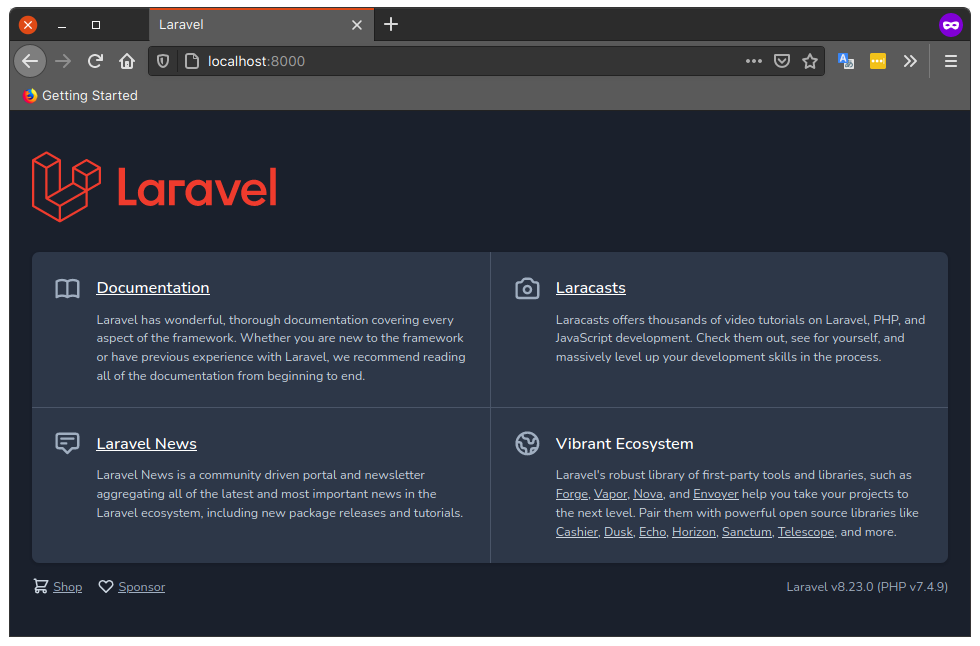 Laravel
localhost:8000
Getting Started
Laravel
Documentation
Laravel has wonderful, thorough documentation covering every
aspect of the framework. Whether you are new to the framework
or have previous experience with Laravel, we recommend reading
all of the documentation from beginning to end.
Laracasts
Laracasts offers thousands of video tutorials on Laravel, PHP, and
JavaScript development. Check them out, see for yourself, and
massively level up your development skills in the process.
Laravel News
Laravel News is a community driven portal and newsletter
aggregating all of the latest and most important news in the
Laravel ecosystem, including new package releases and tutorials.
Vibrant Ecosystem
Laravel's robust library of first-party tools and libraries, such as
Forge, Vapor, Nova, and Envoyer help you take your projects to
the next level. Pair them with powerful open source libraries like
Cashier, Dusk, Echo, Horizon, Sanctum, Telescope, and more.
Shop Sponsor
Laravel v8.23.0 (PHP v7.4.9)